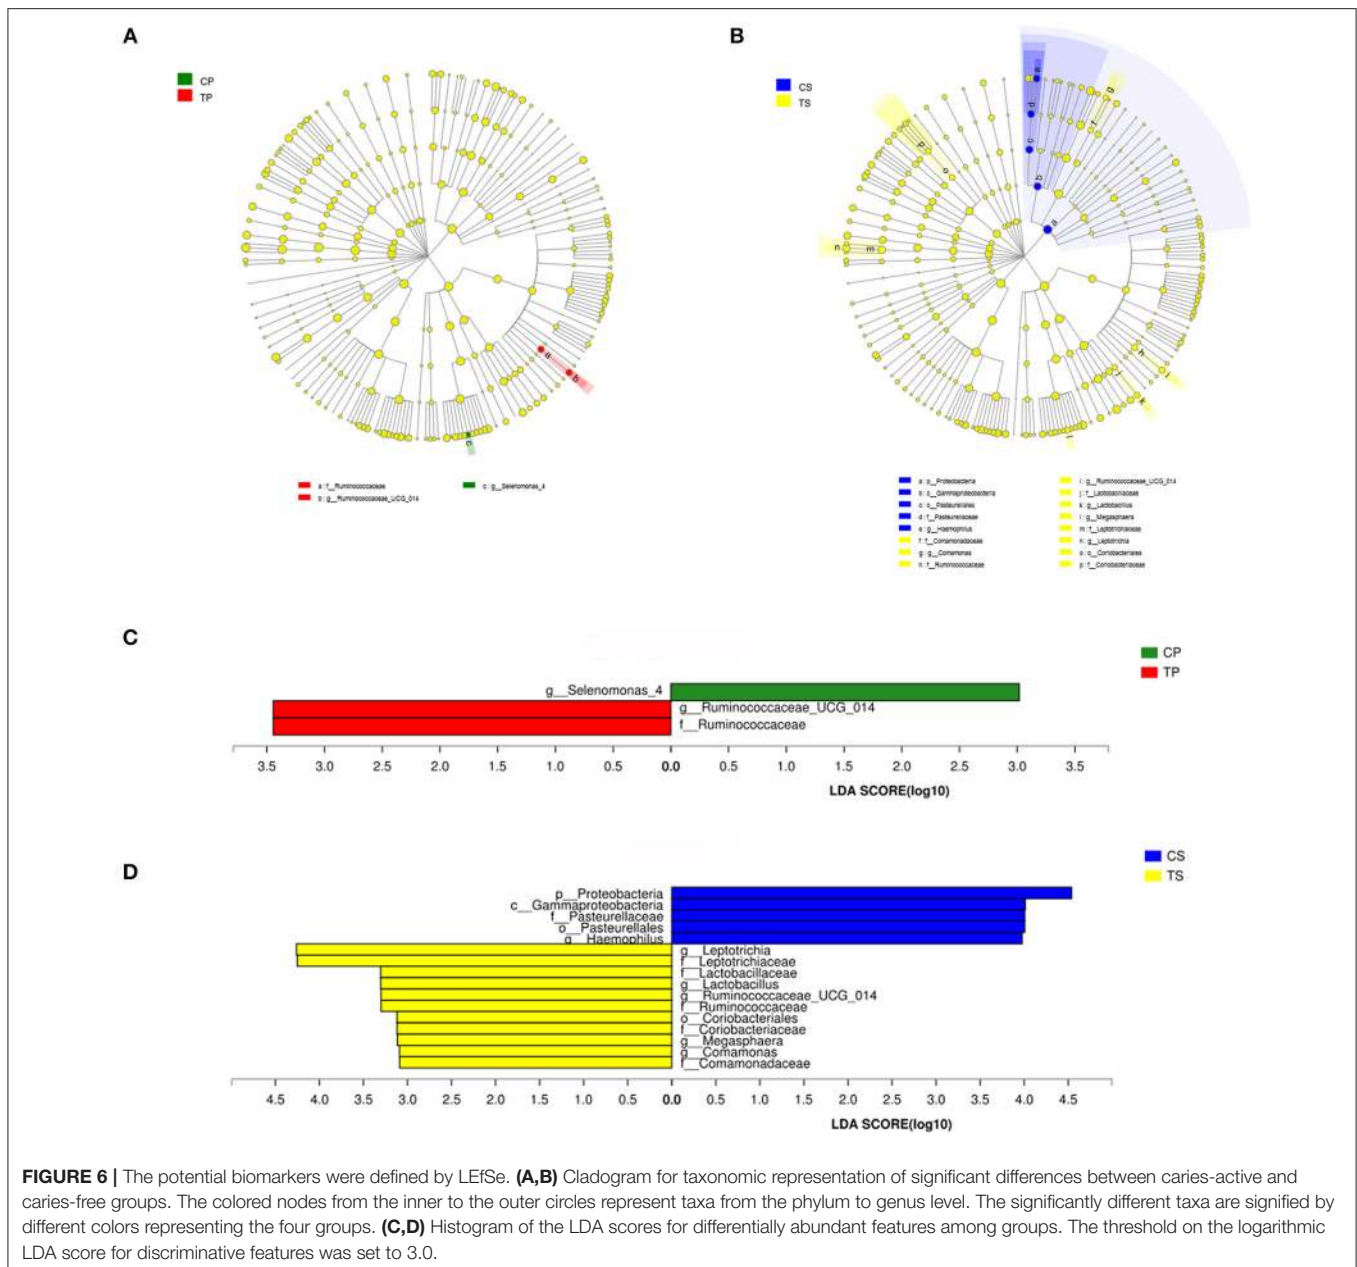 A
CP
TP
a
b
c
a : f__Ruminococcaceae
b : g__Ruminococcaceae_UCG_014
c : g__Selenomonas_4
B
CS
TS
e
d
c
b
a
g
f
p
o
n
m
h
i
j
k
l
a : p__Proteobacteria
b : c__Gammaproteobacteria
c : o__Pasteurellales
d : f__Pasteurellaceae
e : g__Haemophilus
f : f__Comamonadaceae
g : g__Comamonas
h : f__Ruminococcaceae
i : g__Ruminococcaceae_UCG_014
j : f__Lactobacillaceae
k : g__Lactobacillus
l : g__Megasphaera
m : f__Leptotrichiaceae
n : g__Leptotrichia
o : o__Coriobacteriales
p : f__Coriobacteriaceae
C
CP
TP
g__Selenomonas_4
g__Ruminococcaceae_UCG_014
f__Ruminococcaceae
3.5 3.0 2.5 2.0 1.5 1.0 0.5 0.0 0.5 1.0 1.5 2.0 2.5 3.0 3.5
LDA SCORE(log10)
D
CS
TS
p__Proteobacteria
c__Gammaproteobacteria
f__Pasteurellaceae
o__Pasteurellales
g__Haemophilus
g__Leptotrichia
f__Leptotrichiaceae
f__Lactobacillaceae
g__Lactobacillus
g__Ruminococcaceae_UCG_014
f__Ruminococcaceae
o__Coriobacteriales
f__Coriobacteriaceae
g__Megasphaera
g__Comamonas
f__Comamonadaceae
4.5 4.0 3.5 3.0 2.5 2.0 1.5 1.0 0.5 0.0 0.5 1.0 1.5 2.0 2.5 3.0 3.5 4.0 4.5
LDA SCORE(log10)
FIGURE 6 | The potential biomarkers were defined by LEfSe. (A,B) Cladogram for taxonomic representation of significant differences between caries-active and
caries-free groups. The colored nodes from the inner to the outer circles represent taxa from the phylum to genus level. The significantly different taxa are signified by
different colors representing the four groups. (C,D) Histogram of the LDA scores for differentially abundant features among groups. The threshold on the logarithmic
LDA score for discriminative features was set to 3.0.